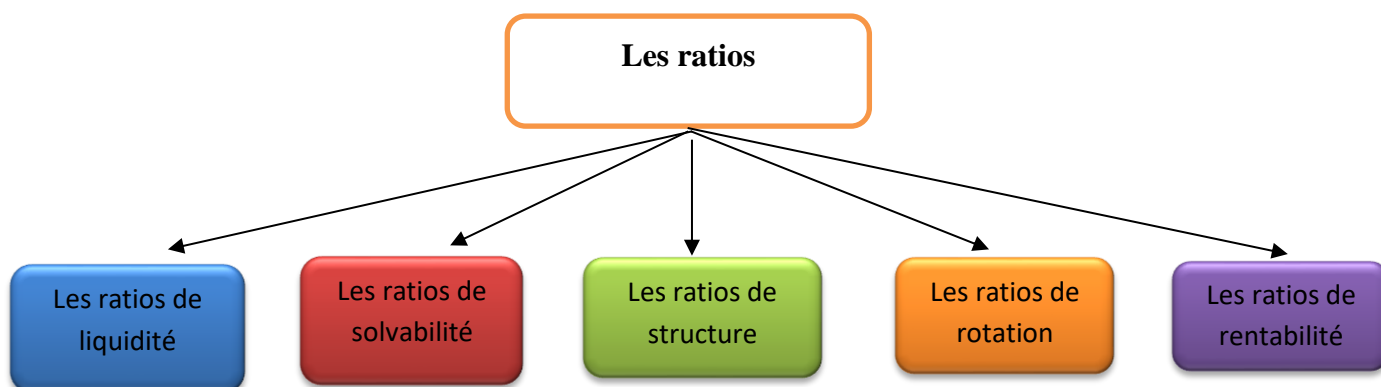 Les ratios
Les ratios de
liquidité
Les ratios de
solvabilité
Les ratios de
structure
Les ratios de
rotation
Les ratios de
rentabilité